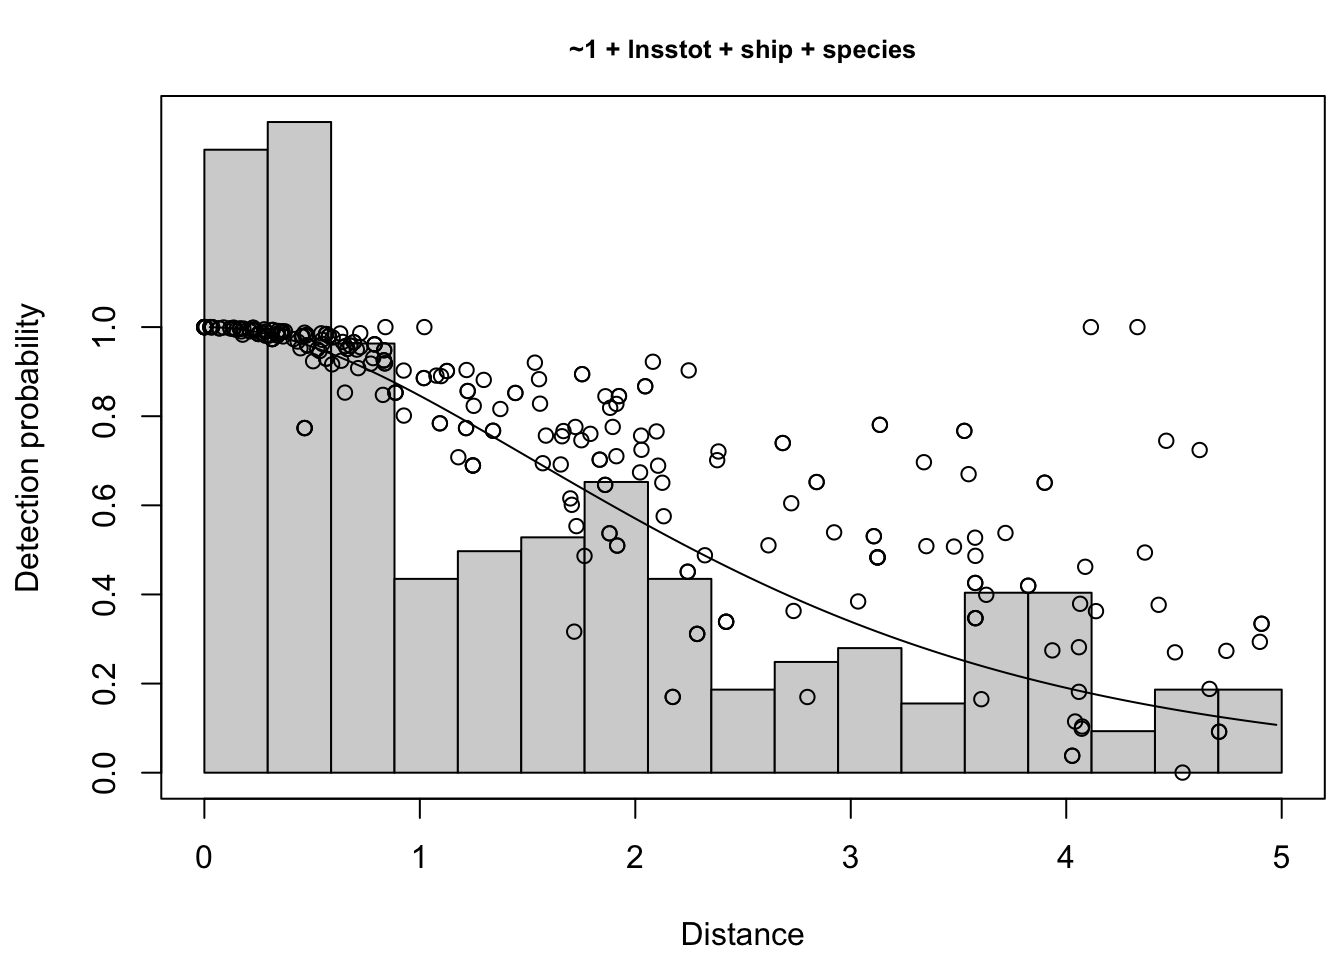 ~1 + lnsstot + ship + species
Detection probability
1.0
0.8
0.6
0.4
0.2
0.0
0 1 2 3 4 5
Distance